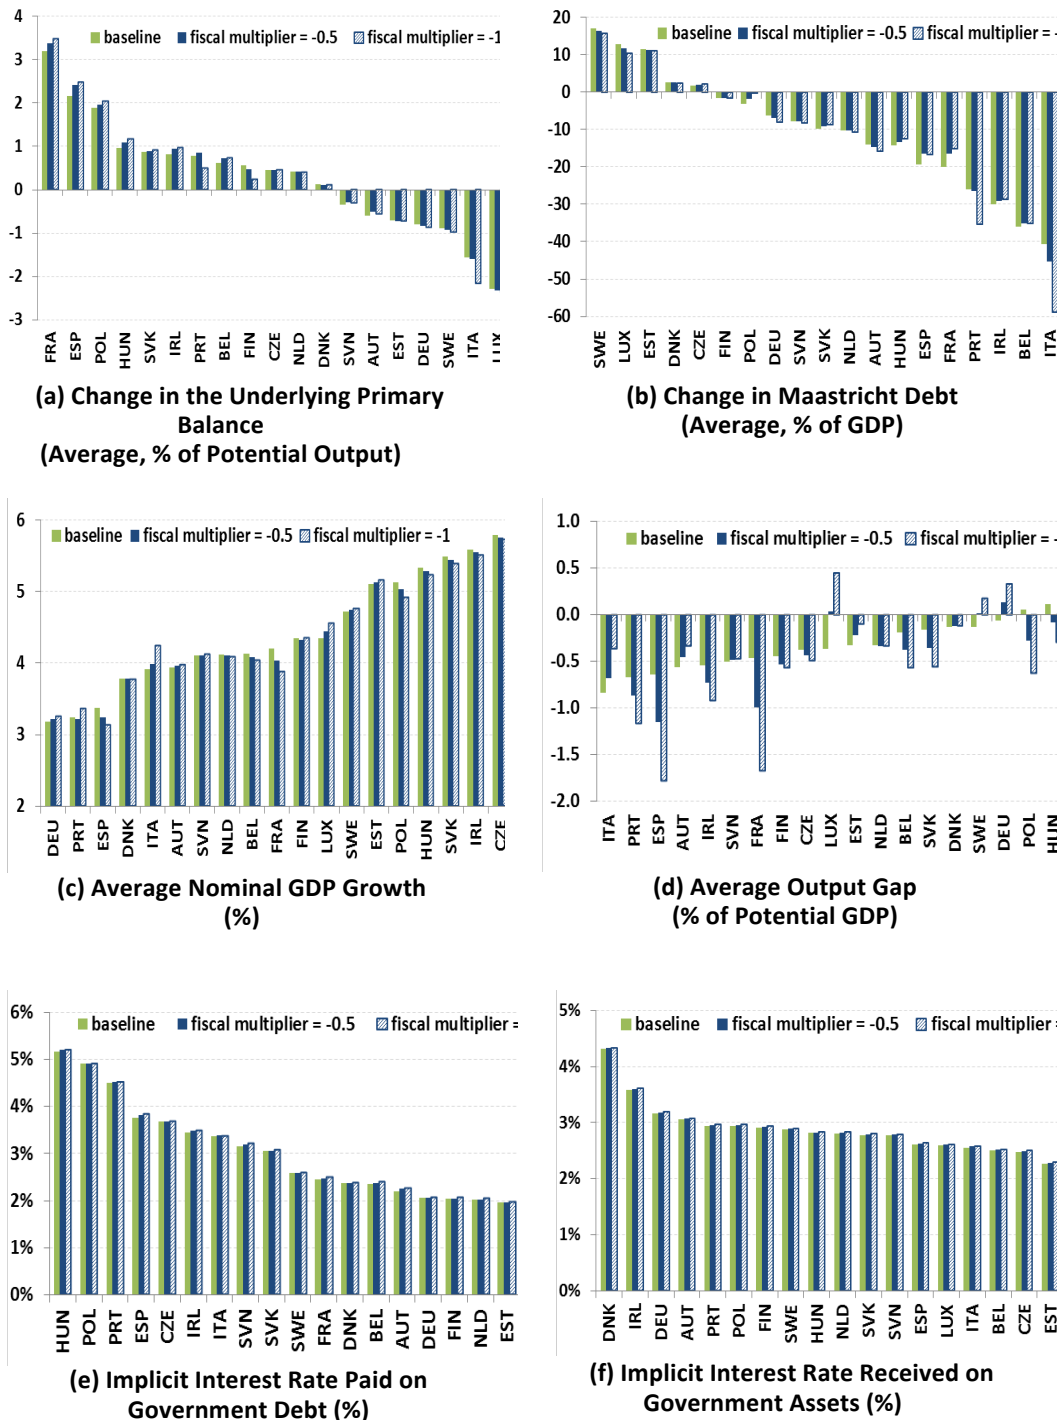 baseline fiscal multiplier = -0.5 fiscal multiplier = -1
4
3
2
1
0
-1
-2
-3
FRA ESP POL HUN SVK IRL PRT BEL FIN CZE NLD DNK SVN AUT EST DEU SWE ITA LUX
(a) Change in the Underlying Primary
Balance
(Average, % of Potential Output)
baseline fiscal multiplier = -0.5 fiscal multiplier = -
20
10
0
-10
-20
-30
-40
-50
-60
SWE LUX EST DNK CZE FIN POL DEU SVN SVK NLD AUT HUN ESP FRA PRT IRL BEL ITA
(b) Change in Maastricht Debt
(Average, % of GDP)
baseline fiscal multiplier = -0.5 fiscal multiplier = -1
6
5
4
3
2
DEU PRT ESP DNK ITA AUT SVN NLD BEL FRA FIN LUX SWE EST POL HUN SVK IRL CZE
(c) Average Nominal GDP Growth
(%)
baseline fiscal multiplier = -0.5 fiscal multiplier = -
1.0
0.5
0.0
-0.5
-1.0
-1.5
-2.0
ITA PRT ESP AUT IRL SVN FRA FIN CZE LUX EST NLD BEL SVK DNK SWE DEU POL HUN
(d) Average Output Gap
(% of Potential GDP)
baseline fiscal multiplier = -0.5 fiscal multiplier =
6%
5%
4%
3%
2%
1%
0%
HUN POL PRT ESP CZE IRL ITA SVN SVK SWE FRA DNK BEL AUT DEU FIN NLD EST
(e) Implicit Interest Rate Paid on
Government Debt (%)
baseline fiscal multiplier = -0.5 fiscal multiplier =
5%
4%
3%
2%
1%
0%
DNK IRL DEU AUT PRT POL FIN SWE HUN NLD SVK SVN ESP LUX ITA BEL CZE EST
(f) Implicit Interest Rate Received on
Government Assets (%)